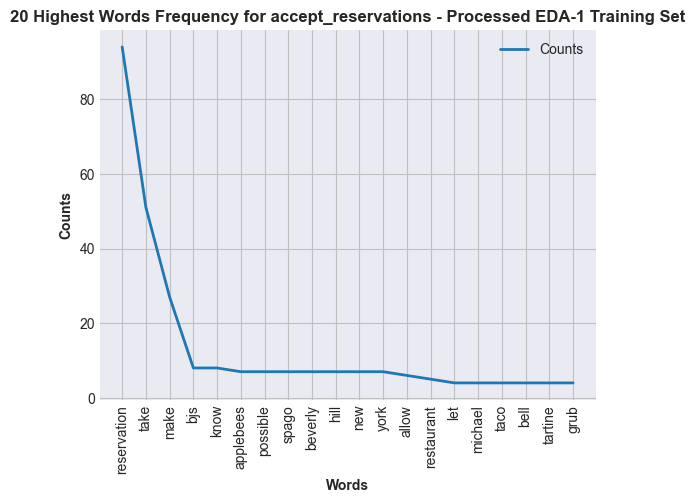 20 Highest Words Frequency for accept_reservations - Processed EDA-1 Training Set
Counts
Counts
80
60
40
20
0
reservation
take
make
bjs
know
applebees
possible
spago
beverly
hill
new
york
allow
restaurant
let
michael
taco
bell
tartine
grub
Words